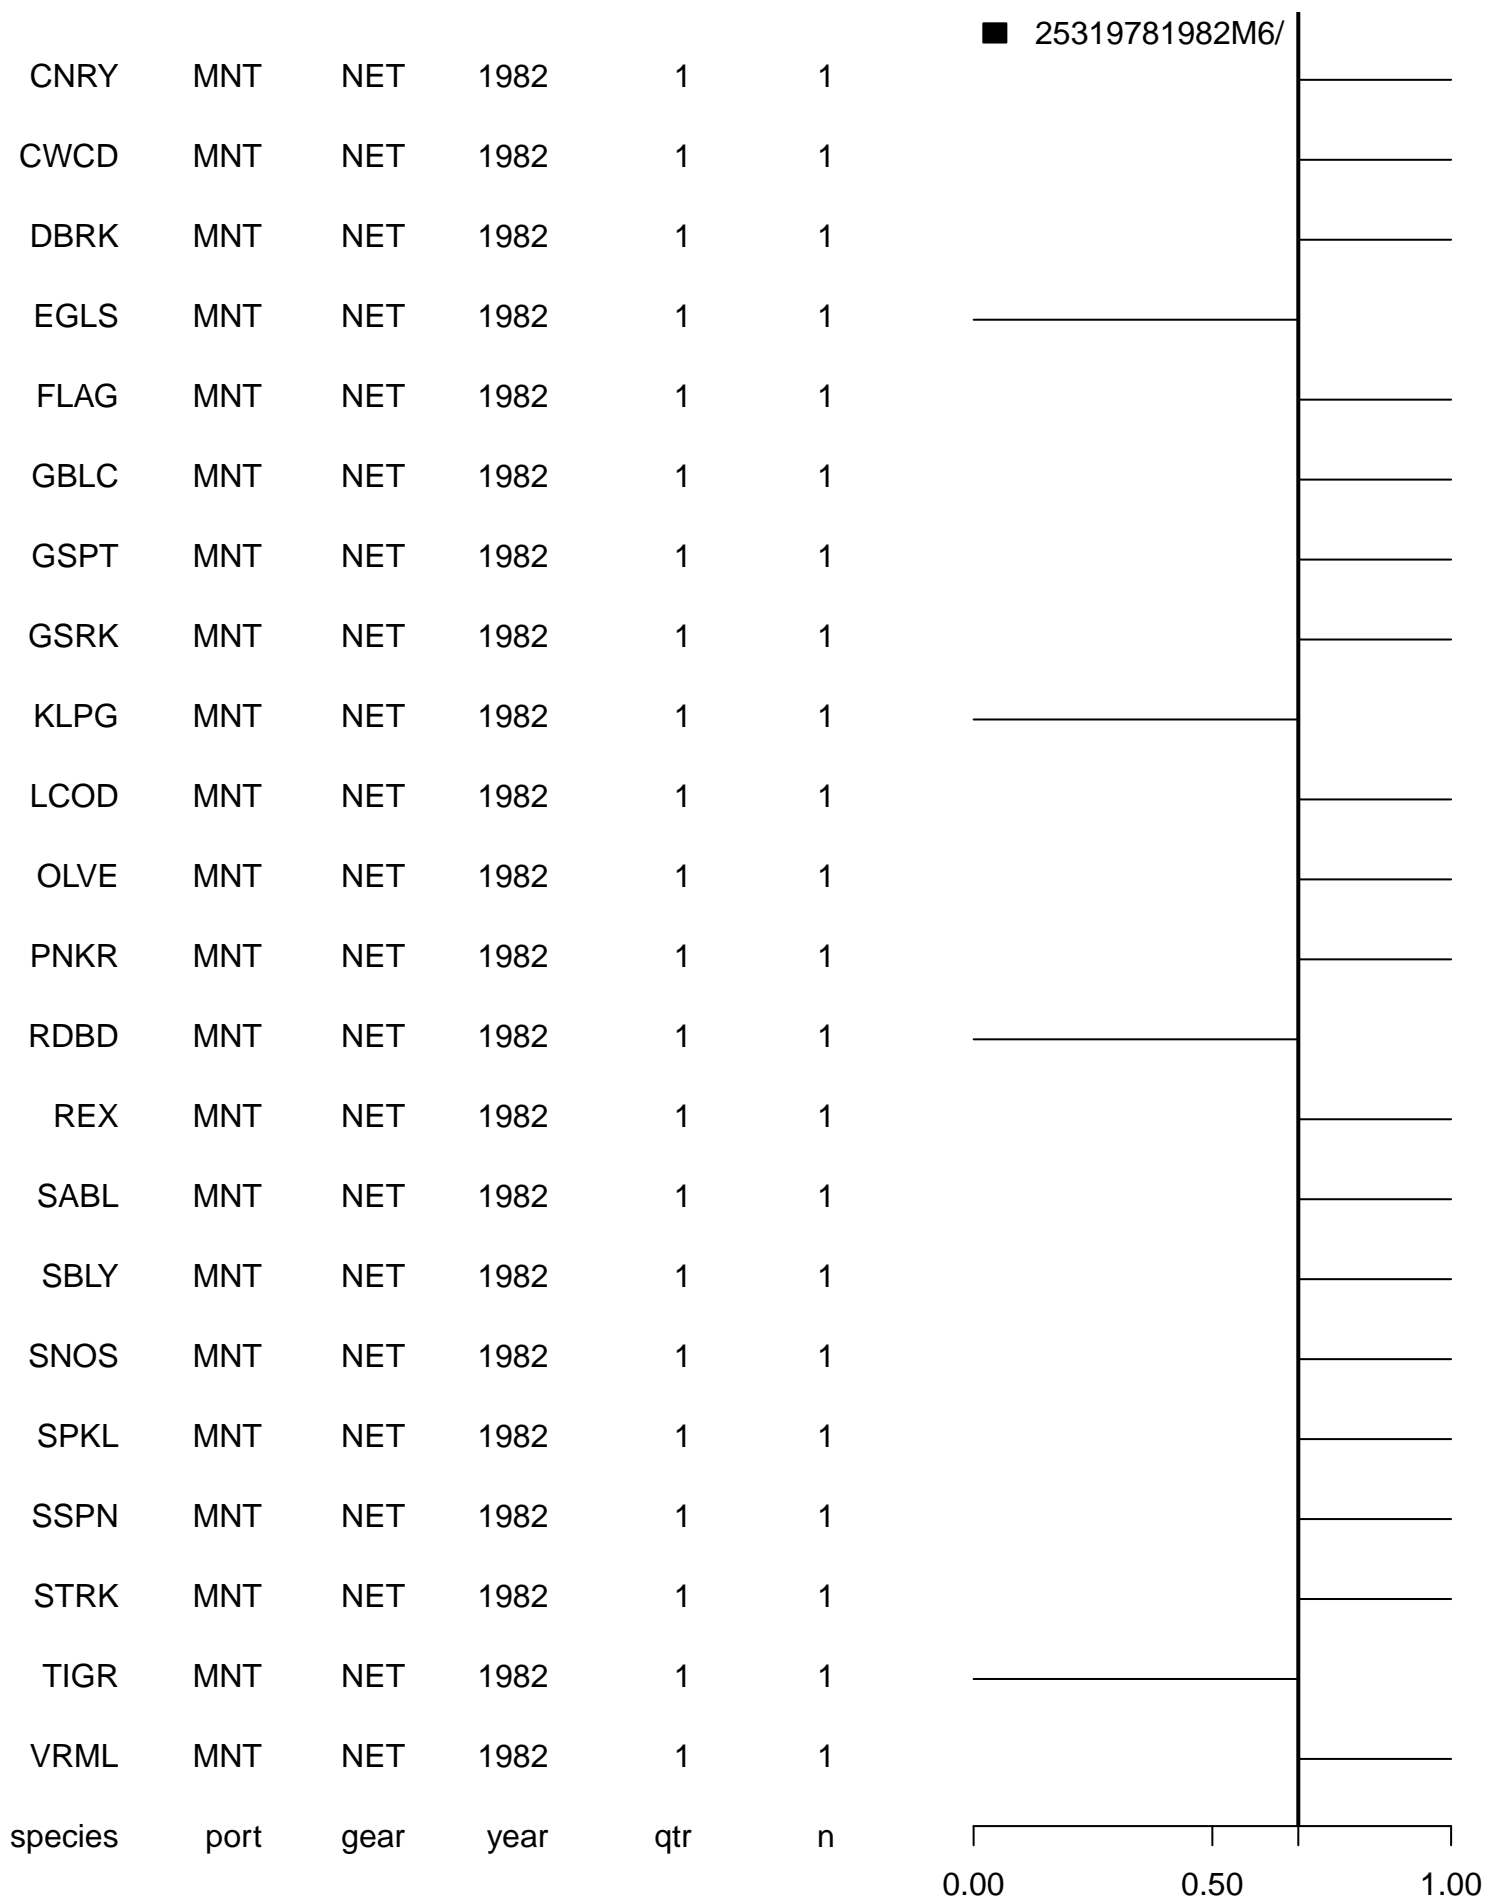 25319781982M6/
CNRY MNT NET 1982 1 1
CWCD MNT NET 1982 1 1
DBRK MNT NET 1982 1 1
EGLS MNT NET 1982 1 1
FLAG MNT NET 1982 1 1
GBLC MNT NET 1982 1 1
GSPT MNT NET 1982 1 1
GSRK MNT NET 1982 1 1
KLPG MNT NET 1982 1 1
LCOD MNT NET 1982 1 1
OLVE MNT NET 1982 1 1
PNKR MNT NET 1982 1 1
RDBD MNT NET 1982 1 1
REX MNT NET 1982 1 1
SABL MNT NET 1982 1 1
SBLY MNT NET 1982 1 1
SNOS MNT NET 1982 1 1
SPKL MNT NET 1982 1 1
SSPN MNT NET 1982 1 1
STRK MNT NET 1982 1 1
TIGR MNT NET 1982 1 1
VRML MNT NET 1982 1 1
species port gear year qtr n
0.00 0.50 1.00